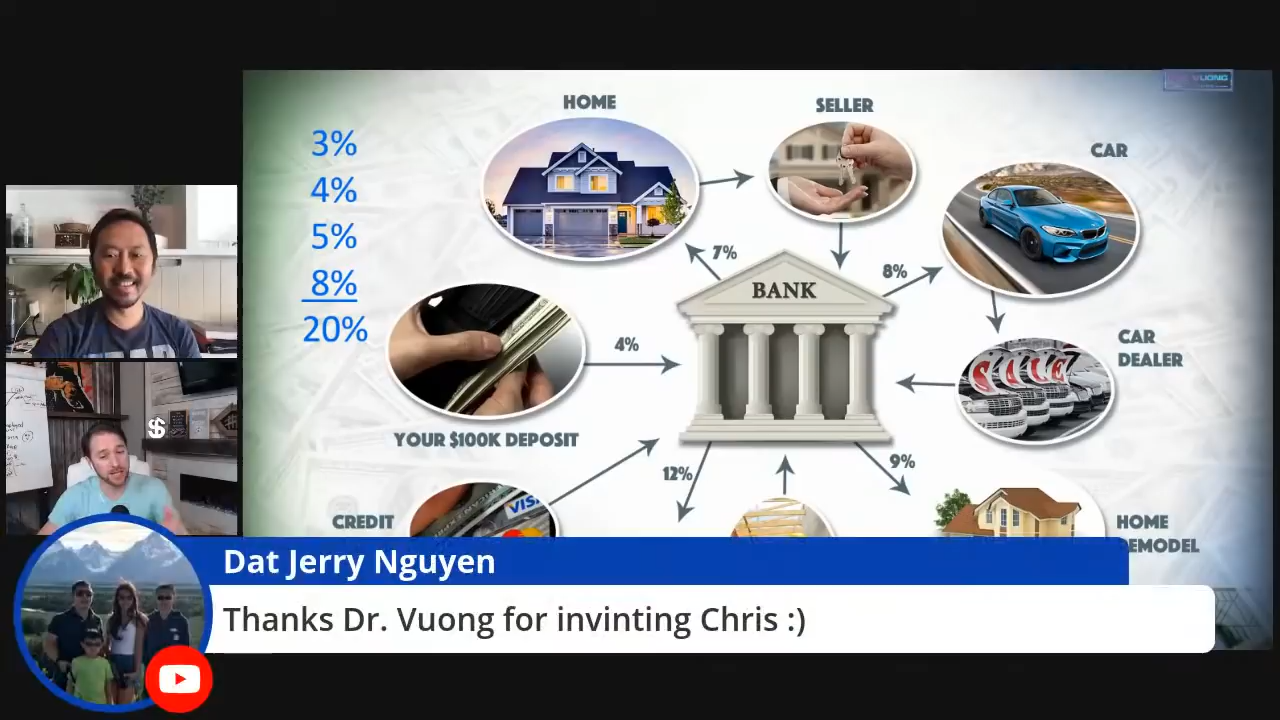 HOME
SELLER
CAR
3%
4%
5%
8%
20%
7%
8%
BANK
4%
CAR
DEALER
SALE
YOUR $100K DEPOSIT
12%
9%
CREDIT
VISA
HOME
REMODEL
$
Dat Jerry Nguyen
Thanks Dr. Vuong for invinting Chris :)